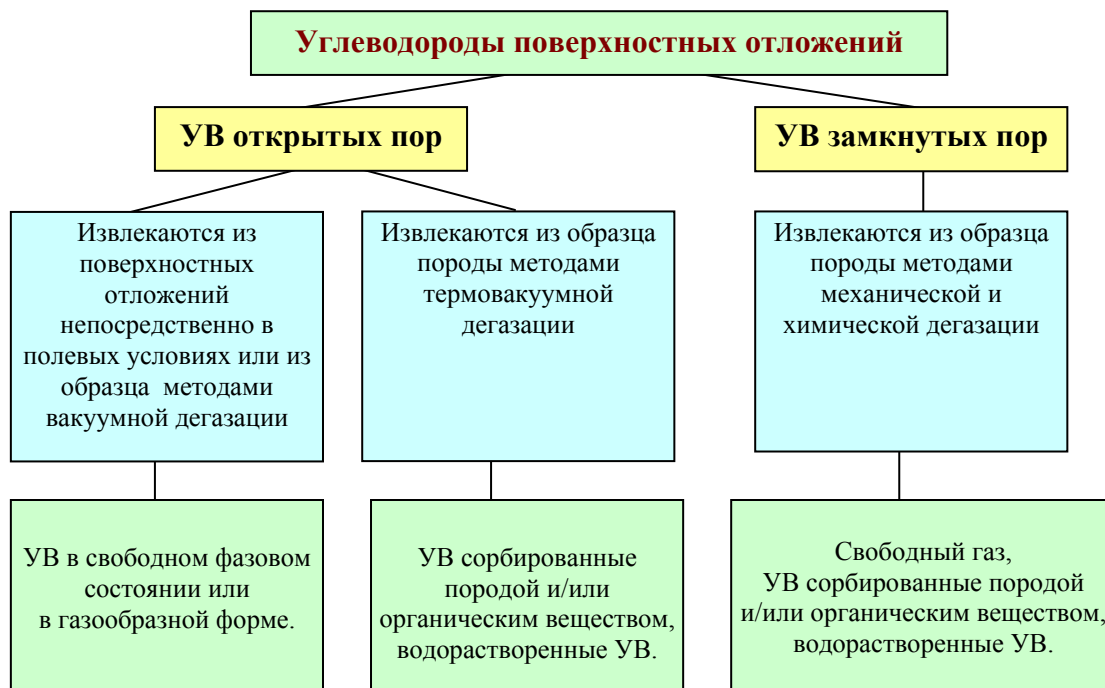 Углеводороды поверхностных отложений
УВ открытых пор
УВ замкнутых пор
Извлекаются из
поверхностных
отложений
непосредственно в
полевых условиях или из
образца методами
вакуумной дегазации
Извлекаются из образца
породы методами
термовакуумной
дегазации
Извлекаются из образца
породы методами
механической и
химической дегазации
УВ в свободном фазовом
состоянии или
в газообразной форме.
УВ сорбированные
породой и/или
органическим веществом,
водорастворенные УВ.
Свободный газ,
УВ сорбированные породой
и/или органическим веществом,
водорастворенные УВ.